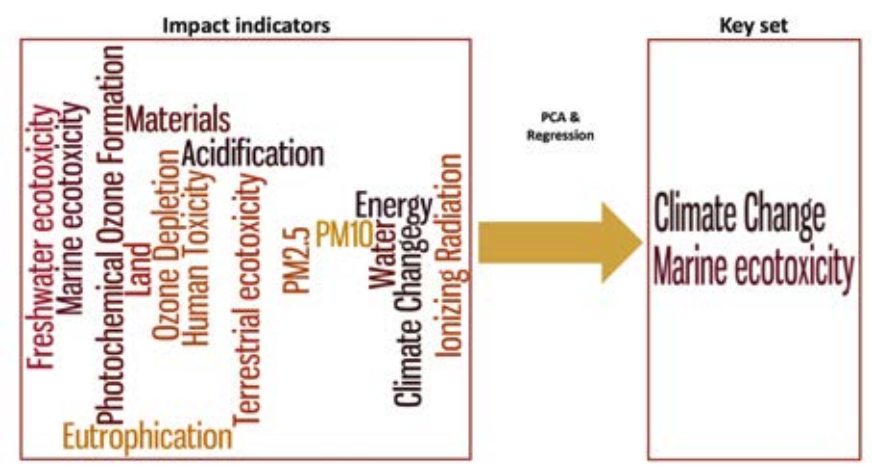 Impact indicators
Key set
Freshwater ecotoxicity
Marine ecotoxicity
Photochemical Ozone Formation
Materials
Acidification
Land
Ozone Depletion
Human Toxicity
Terrestrial ecotoxicity
PM2.5
PM10
Energy
Water
Climate Change
Ionizing Radiation
Eutrophication
PCA &
Regression
Climate Change
Marine ecotoxicity